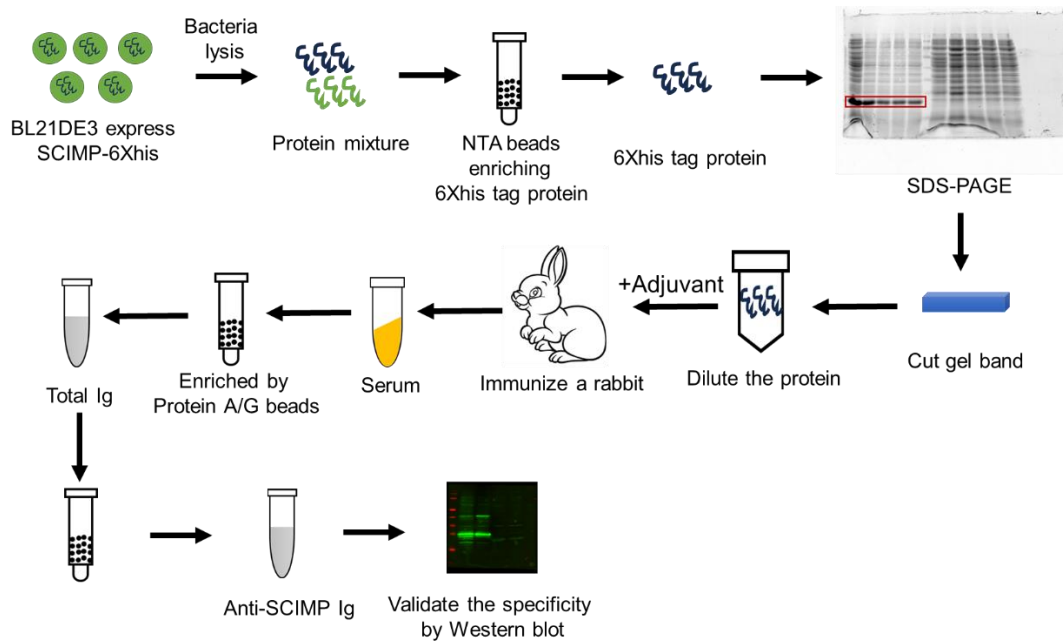 Bacteria
lysis
BL21DE3 express
SCIMP-6Xhis
Protein mixture
NTA beads
enriching
6Xhis tag protein
6Xhis tag protein
SDS-PAGE
Cut gel band
Dilute the protein
+Adjuvant
Immunize a rabbit
Serum
Enriched by
Protein A/G beads
Total Ig
Anti-SCIMP Ig
Validate the specificity
by Western blot